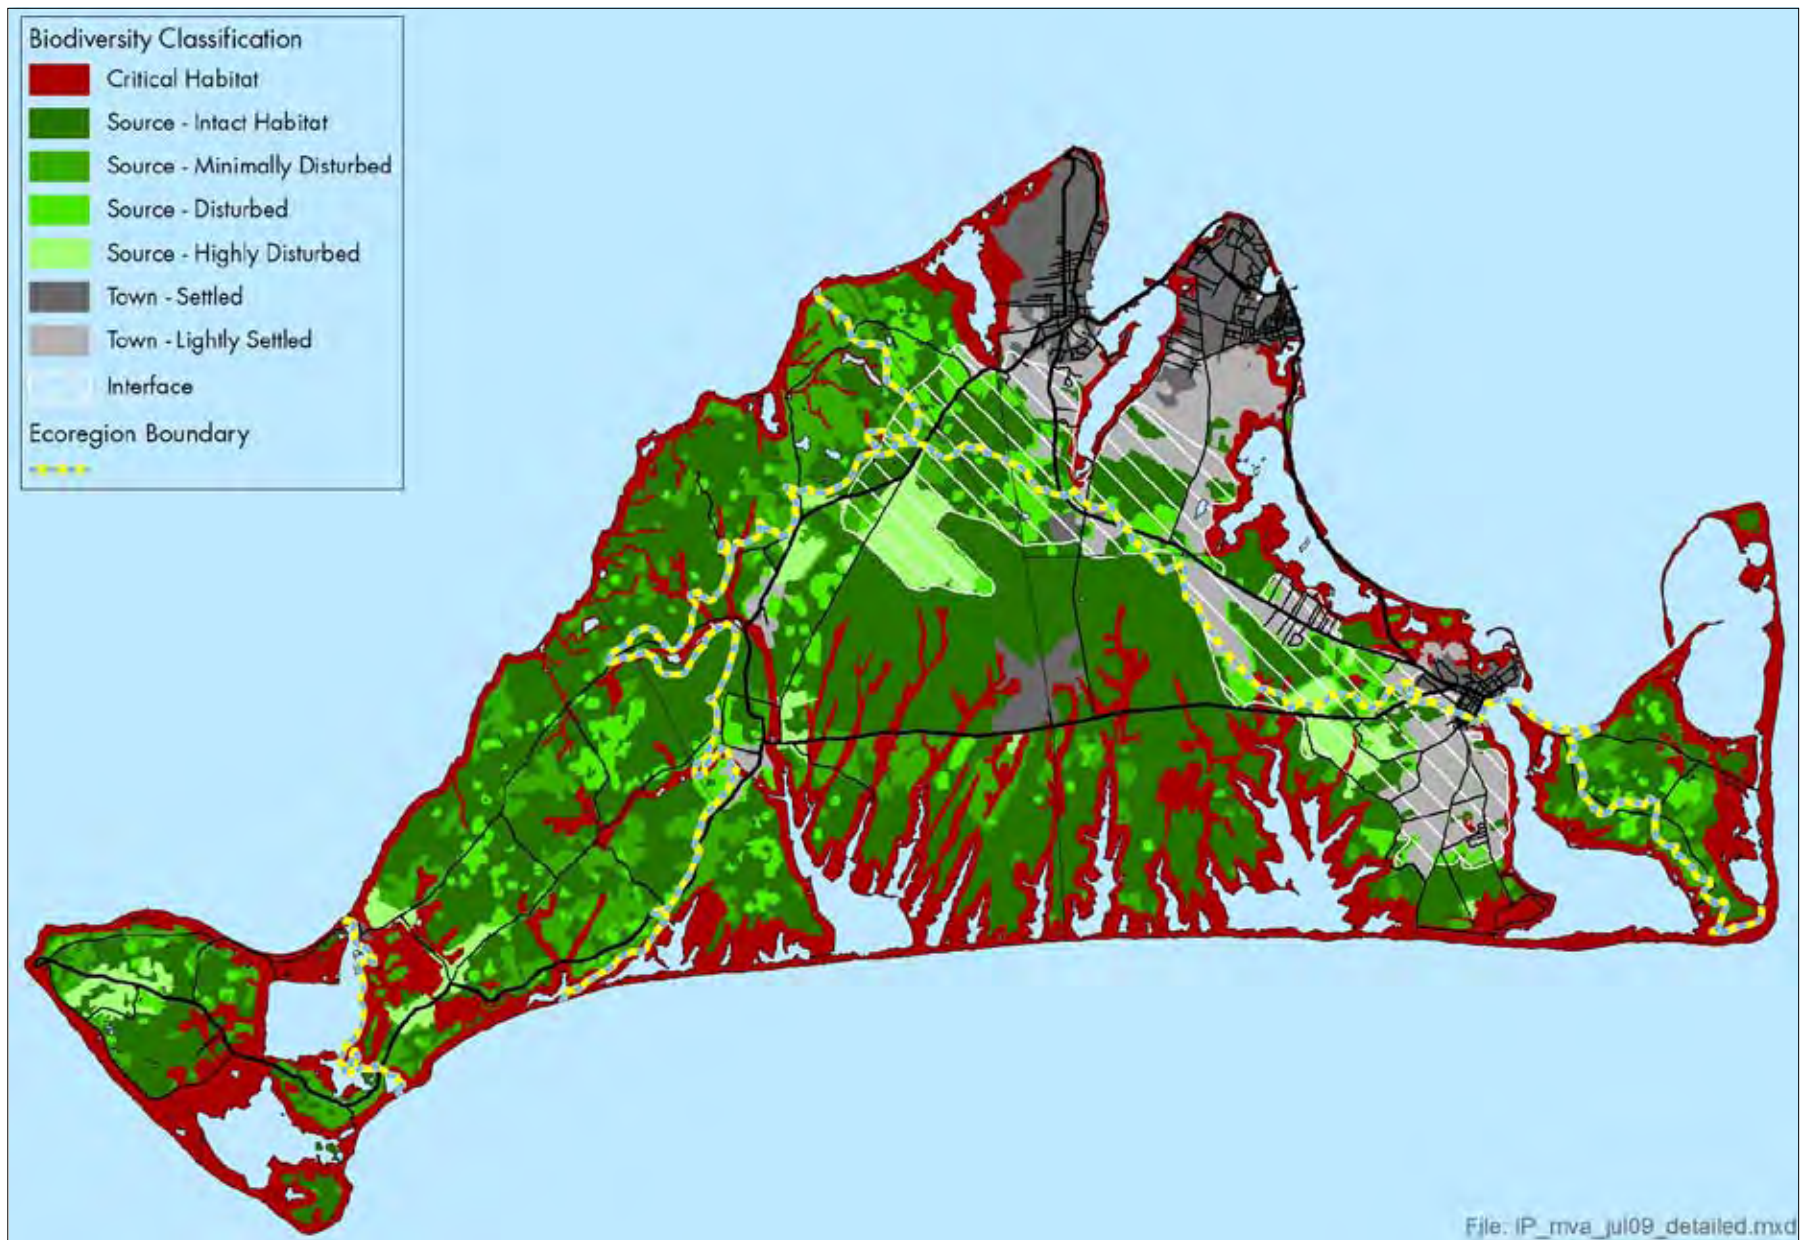 Biodiversity Classification
Critical Habitat
Source - Intact Habitat
Source - Minimally Disturbed
Source - Disturbed
Source - Highly Disturbed
Town - Settled
Town - Lightly Settled
Interface
Ecoregion Boundary
File: IP_mva_jul09_detailed.mxd